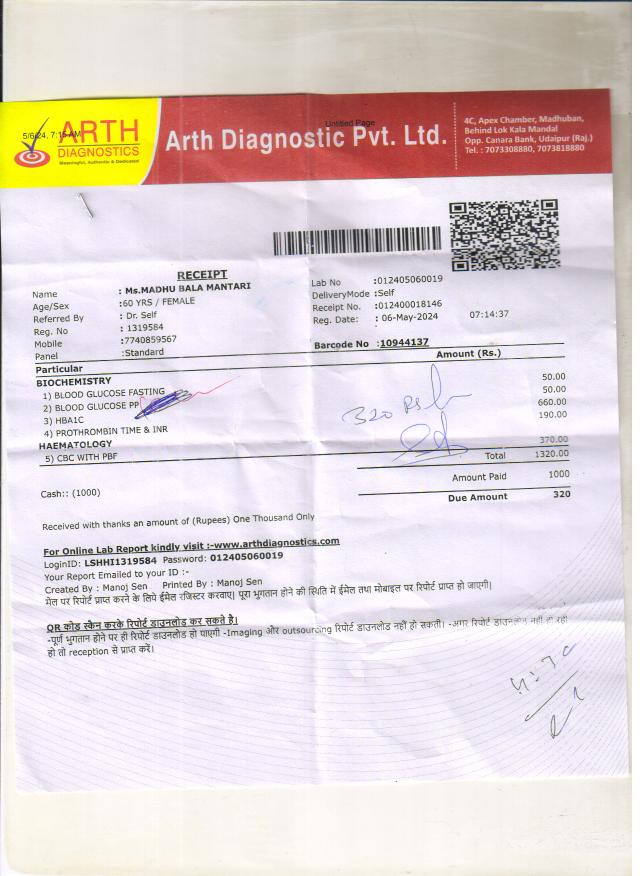 5/6/24, 7:15 AM
Untitled Page
ARTH
DIAGNOSTICS
Meaningful, Authentic & Dedicated
Arth Diagnostic Pvt. Ltd.
4C, Apex Chamber, Madhuban,
Behind Lok Kala Mandal
Opp. Canara Bank, Udaipur (Raj.)
Tel. : 7073308880, 7073818880
RECEIPT
Name : Ms.MADHU BALA MANTARI
Age/Sex :60 YRS / FEMALE
Referred By : Dr. Self
Reg. No : 1319584
Mobile :7740859567
Panel :Standard
Lab No :012405060019
DeliveryMode :Self
Receipt No. :012400018146
Reg. Date: : 06-May-2024 07:14:37
Barcode No :10944137
Particular Amount (Rs.)
BIOCHEMISTRY
1) BLOOD GLUCOSE FASTING 50.00
2) BLOOD GLUCOSE PP 50.00
3) HBA1C 660.00
4) PROTHROMBIN TIME & INR 190.00
HAEMATOLOGY
5) CBC WITH PBF 370.00
320 Rs
Total 1320.00
Cash:: (1000)
Amount Paid 1000
Due Amount 320
Received with thanks an amount of (Rupees) One Thousand Only
For Online Lab Report kindly visit :-www.arthdiagnostics.com
LoginID: LSHHI1319584 Password: 012405060019
Your Report Emailed to your ID :-
Created By : Manoj Sen Printed By : Manoj Sen
मेल पर रिपोर्ट प्राप्त करने के लिये ईमेल रजिस्टर करवाए। पूरा भुगतान होने की स्थिति में ईमेल तथा मोबाइल पर रिपोर्ट प्राप्त हो जाएगी।
QR कोड स्कैन करके रिपोर्ट डाउनलोड कर सकते है।
-पूर्ण भुगतान होने पर ही रिपोर्ट डाउनलोड हो पाएगी -Imaging और outsourcing रिपोर्ट डाउनलोड नहीं हो सकती। -अगर रिपोर्ट डाउनलोड नहीं हो रही
हो तो reception से प्राप्त करें।